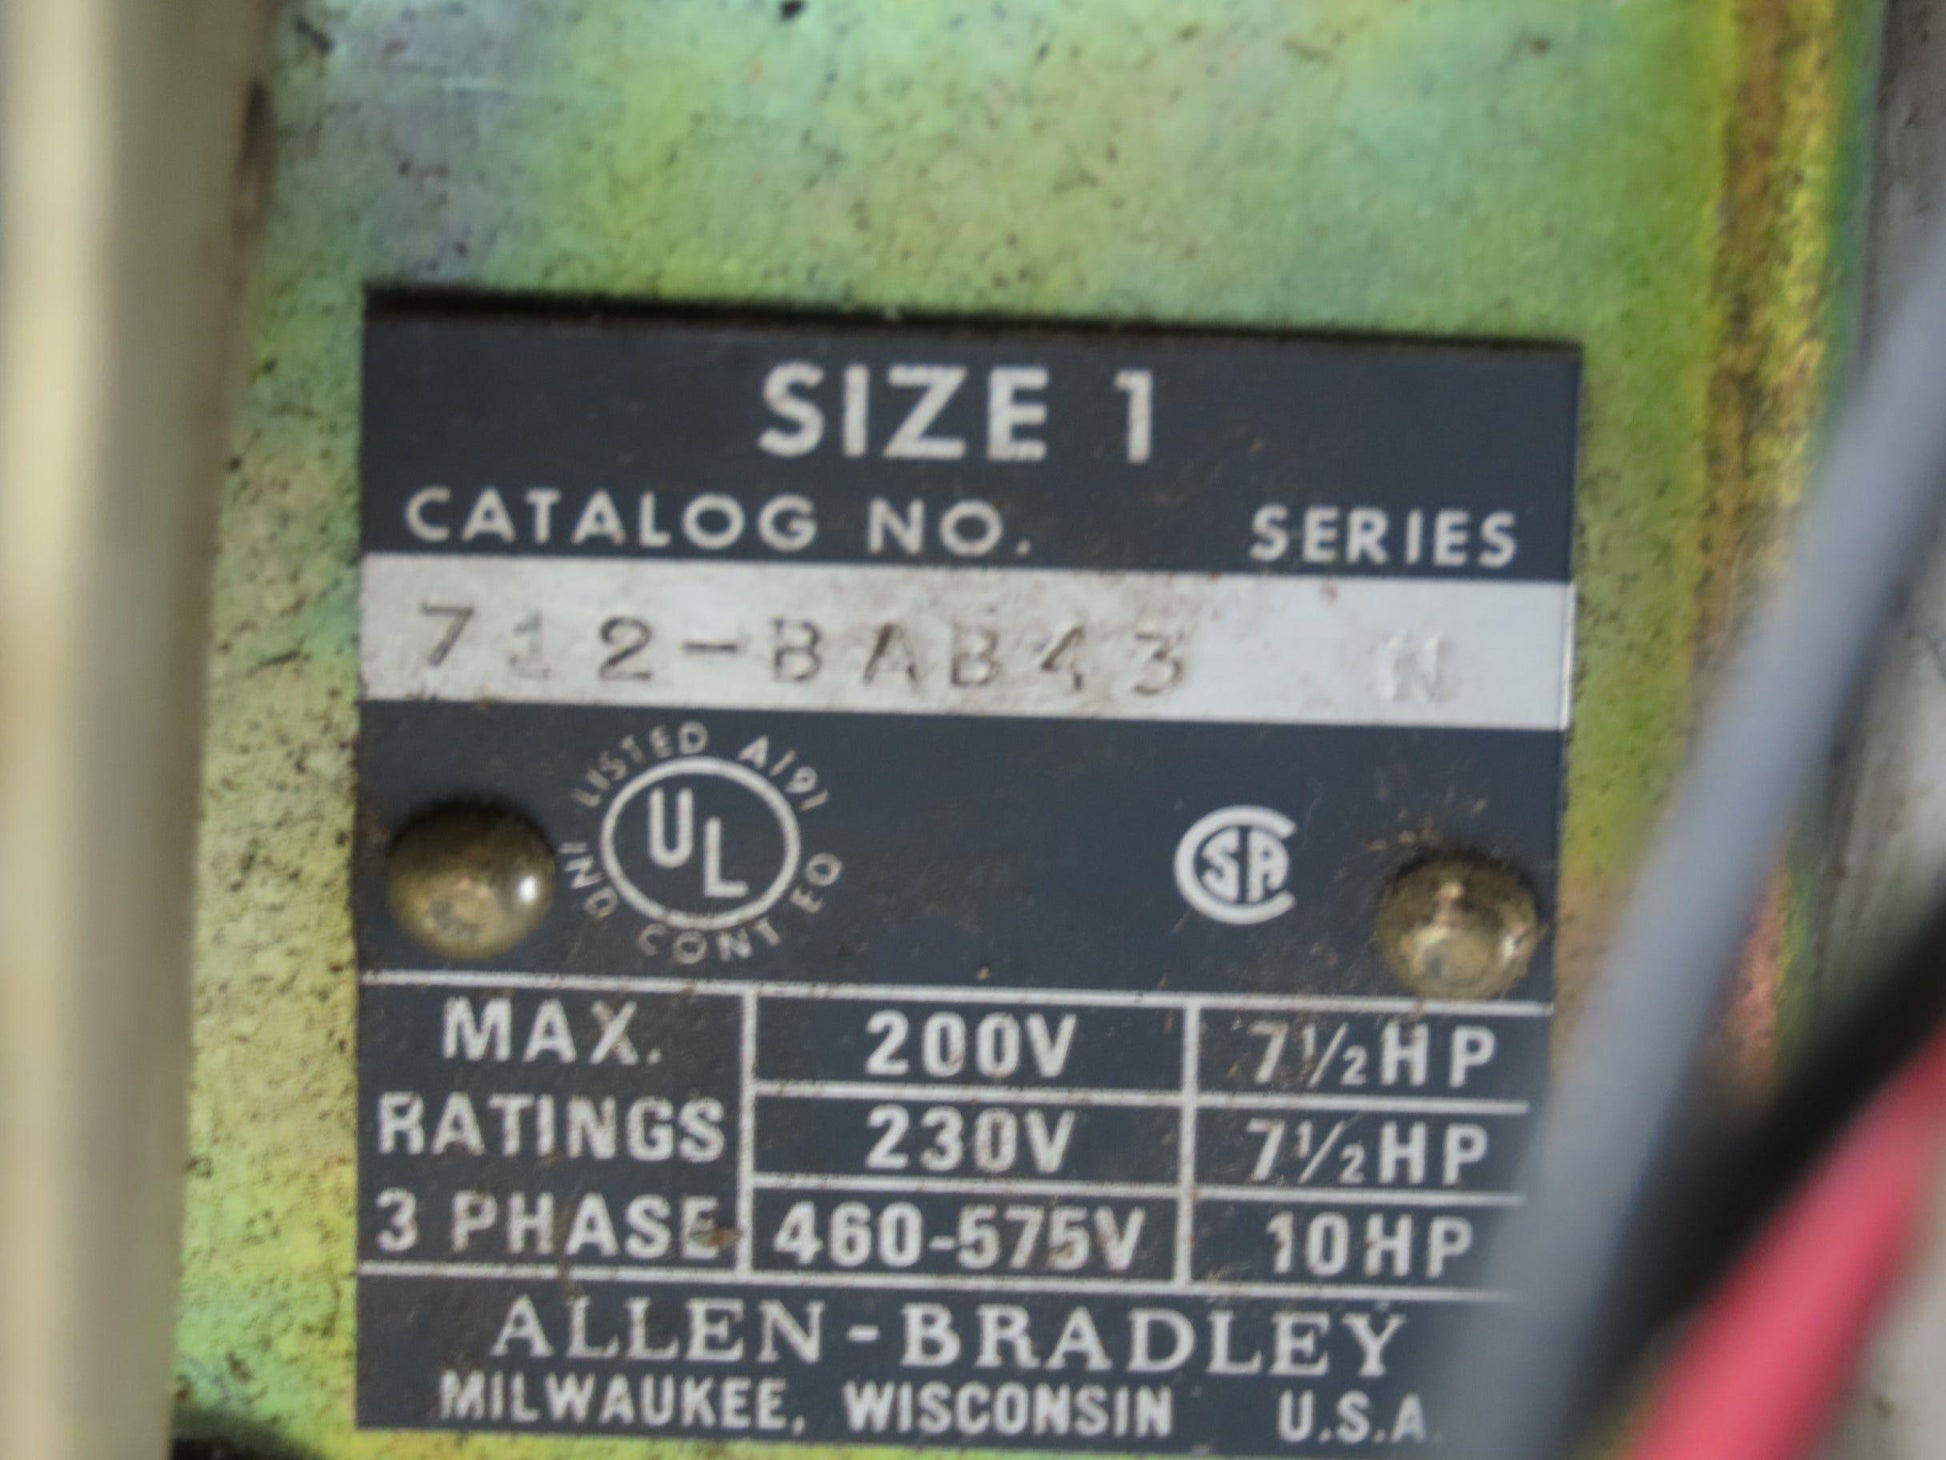 SIZE 1
CATALOG NO. SERIES
712-BAB43 N
LISTED A191
UL
IND CONT EQ
CSA
MAX. RATINGS 3 PHASE
200V 7½HP
230V 7½HP
460-575V 10HP
ALLEN-BRADLEY
MILWAUKEE, WISCONSIN U.S.A.